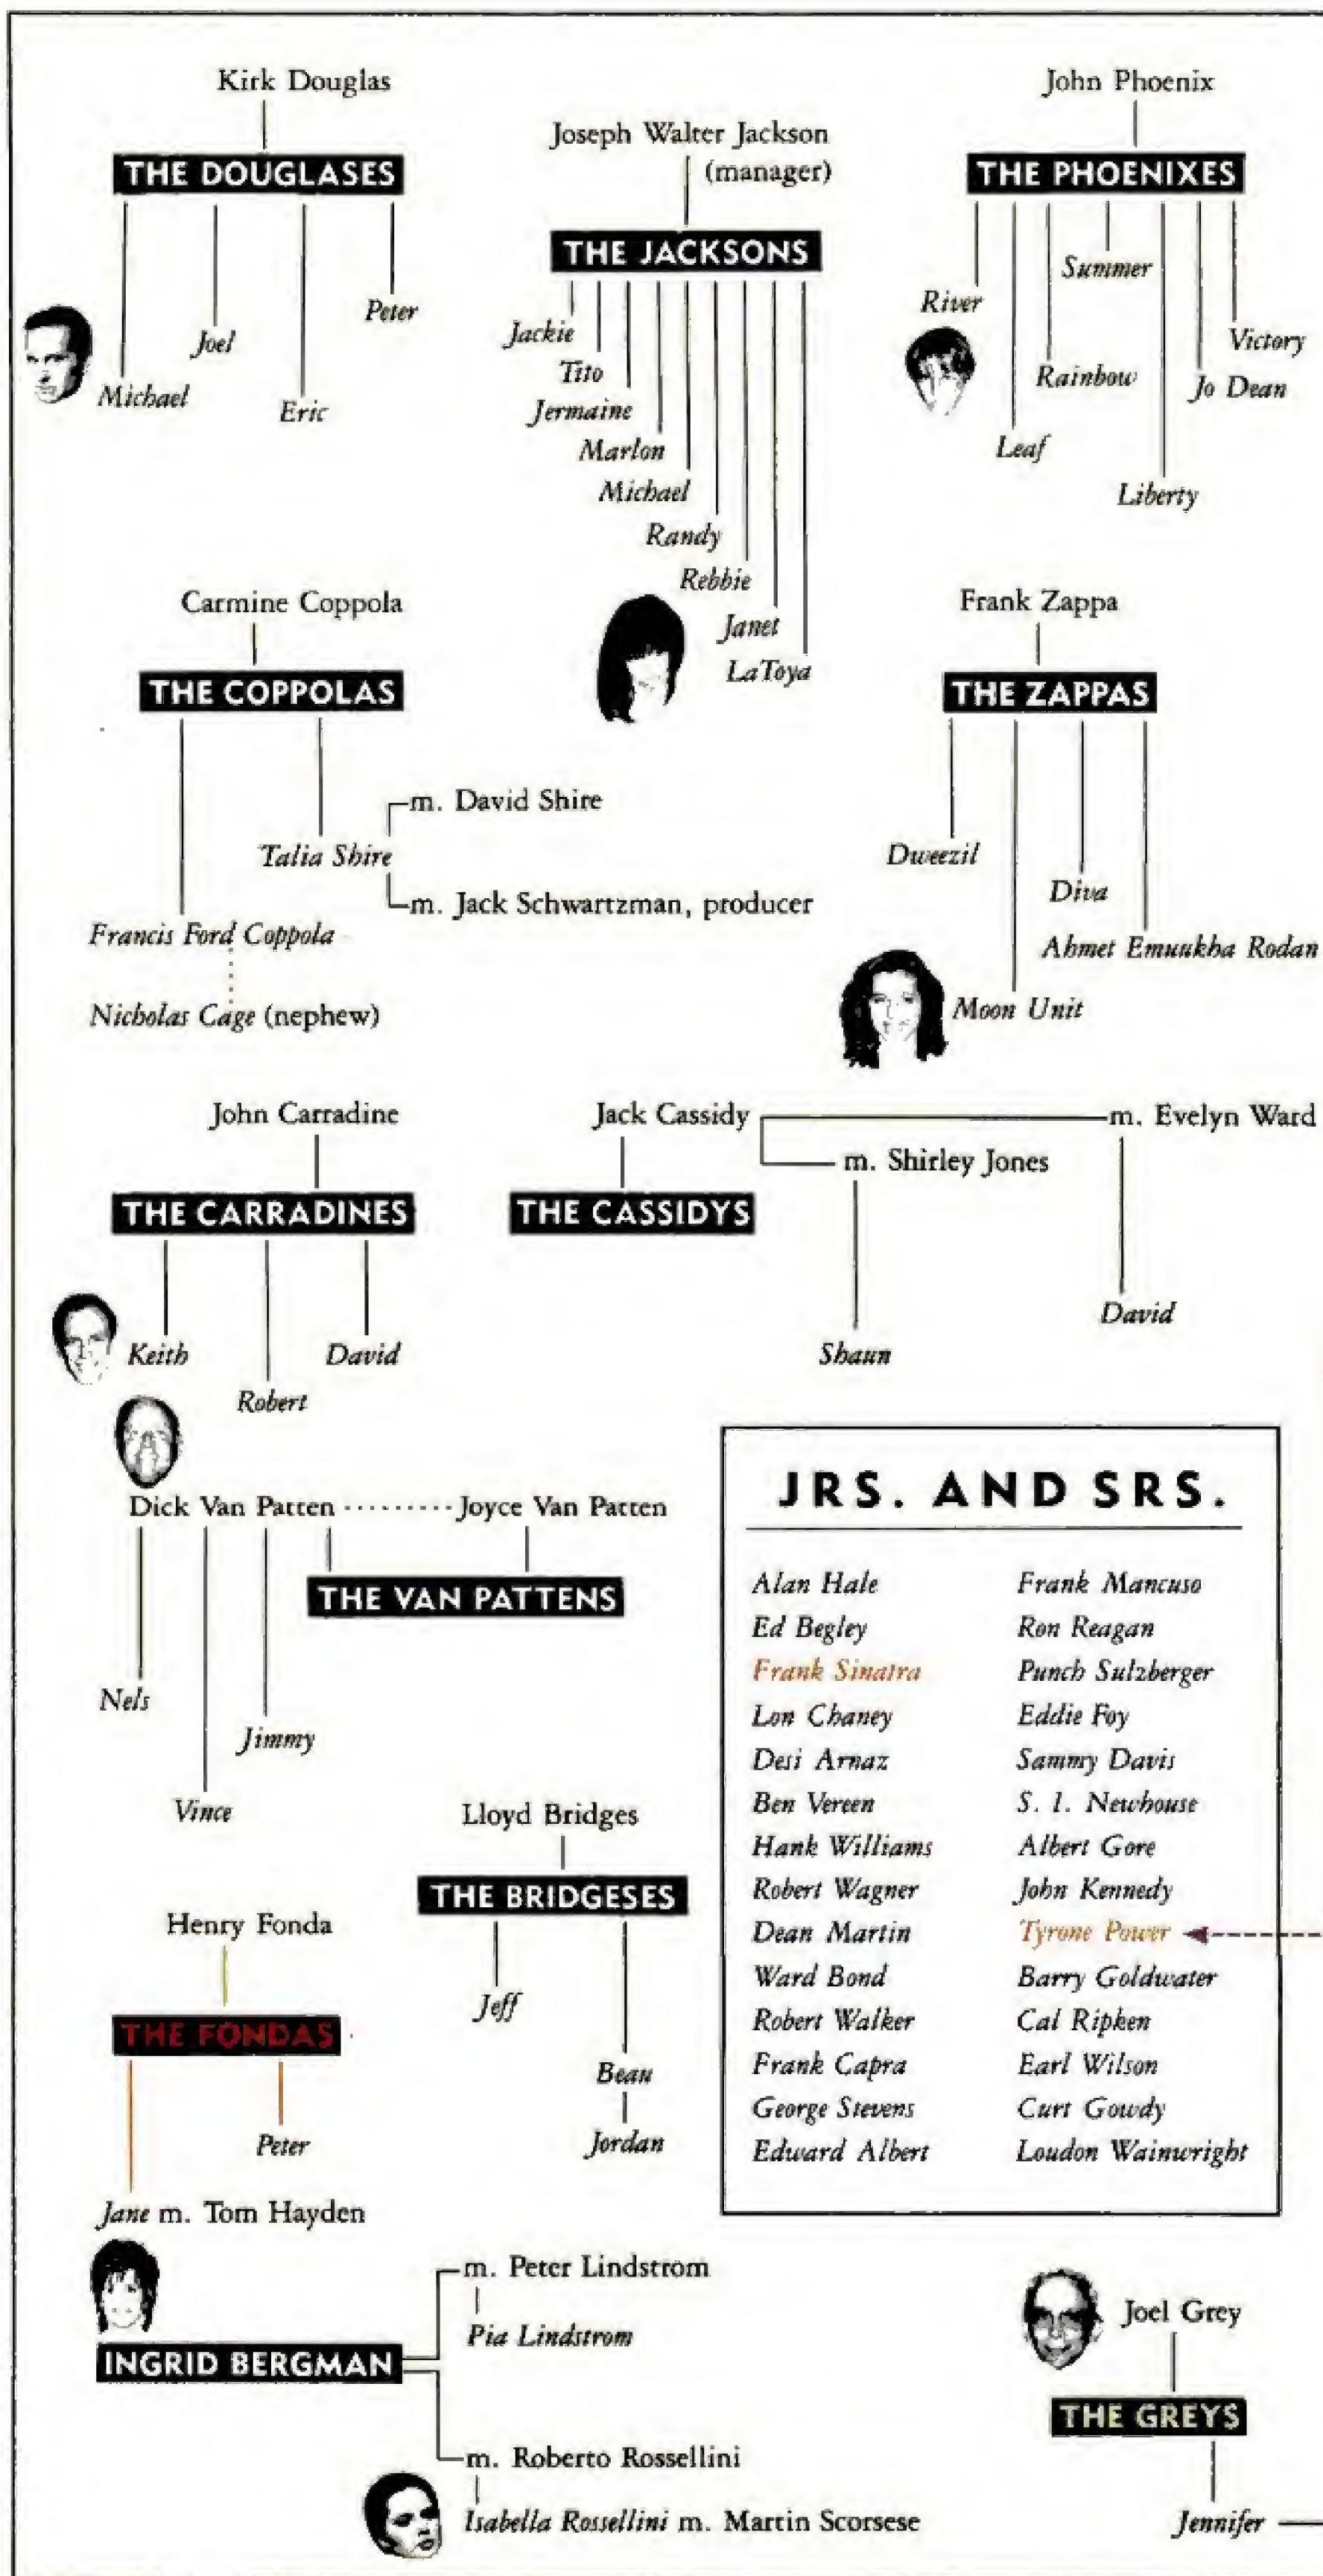 Kirk Douglas
THE DOUGLASES
Michael
Joel
Eric
Peter
Joseph Walter Jackson
(manager)
THE JACKSONS
Jackie
Tito
Jermaine
Marlon
Michael
Randy
Rebbie
Janet
LaToya
John Phoenix
THE PHOENIXES
River
Leaf
Rainbow
Summer
Liberty
Jo Dean
Victory
Carmine Coppola
THE COPPOLAS
m. David Shire
Talia Shire
m. Jack Schwartzman, producer
Francis Ford Coppola
Nicholas Cage (nephew)
Frank Zappa
THE ZAPPAS
Dweezil
Diva
Ahmet Emuukha Rodan
Moon Unit
John Carradine
THE CARRADINES
Keith
Robert
David
Jack Cassidy
m. Evelyn Ward
m. Shirley Jones
THE CASSIDYS
David
Shaun
Dick Van Patten
Joyce Van Patten
THE VAN PATTENS
Nels
Jimmy
Vince
JRS. AND SRS.
Alan Hale
Ed Begley
Frank Sinatra
Lon Chaney
Desi Arnaz
Ben Vereen
Hank Williams
Robert Wagner
Dean Martin
Ward Bond
Robert Walker
Frank Capra
George Stevens
Edward Albert
Frank Mancuso
Ron Reagan
Punch Sulzberger
Eddie Foy
Sammy Davis
S. I. Newhouse
Albert Gore
John Kennedy
Tyrone Power
Barry Goldwater
Cal Ripken
Earl Wilson
Curt Gowdy
Loudon Wainwright
Lloyd Bridges
THE BRIDGESES
Jeff
Beau
Jordan
Henry Fonda
THE FONDAS
Peter
Jane m. Tom Hayden
INGRID BERGMAN
m. Peter Lindstrom
Pia Lindstrom
m. Roberto Rossellini
Isabella Rossellini m. Martin Scorsese
Joel Grey
THE GREYS
Jennifer